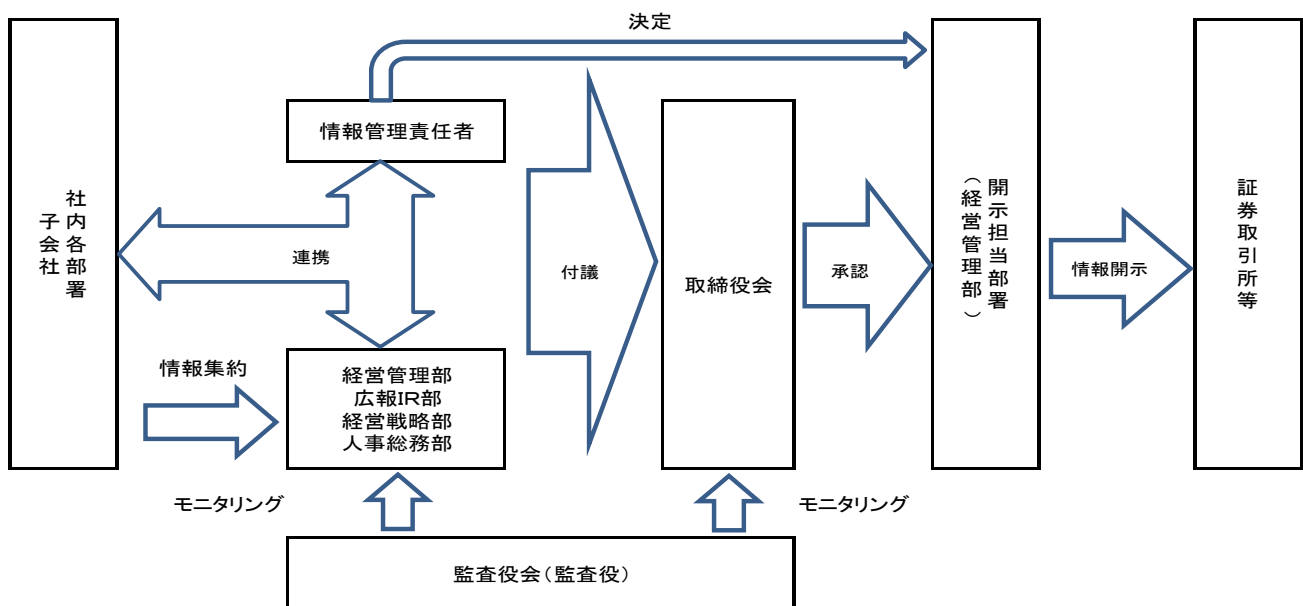 決定
情報管理責任者
社内各部署
子会社
連携
付議
取締役会
承認
開示担当部署
（経営管理部）
情報開示
証券取引所等
情報集約
経営管理部
広報IR部
経営戦略部
人事総務部
モニタリング
モニタリング
監査役会（監査役）